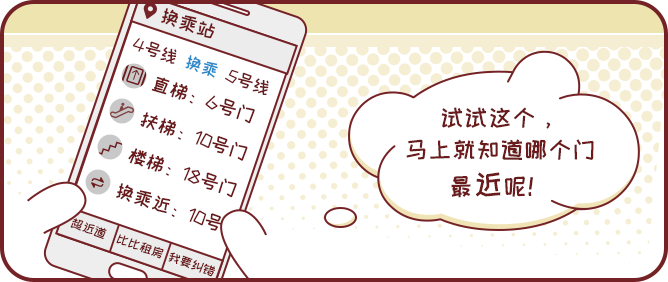 换乘站
4号线 换乘 5号线
直梯：6号门
扶梯：10号门
楼梯：18号门
换乘近：10号
超近道 比比租房 我要纠错
试试这个，
马上就知道哪个门
最近呢!